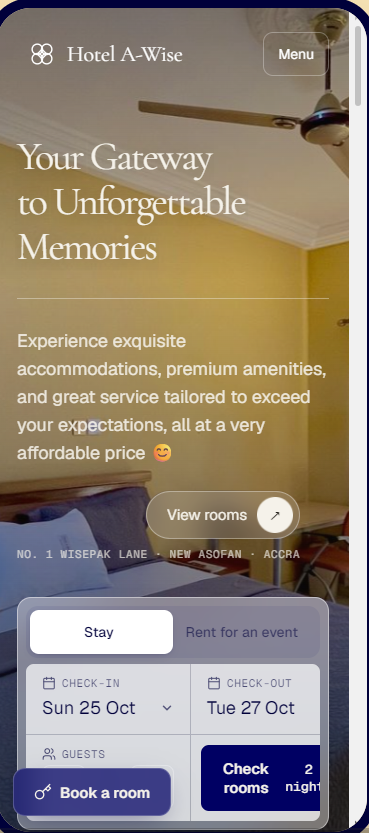 Hotel A-Wise
Menu
Your Gateway
to Unforgettable
Memories
Experience exquisite
accommodations, premium amenities,
and great service tailored to exceed
your expectations, all at a very
affordable price 😊
View rooms ↗
NO. 1 WISEPAK LANE · NEW ASOFAN · ACCRA
Stay
Rent for an event
CHECK-IN
Sun 25 Oct
CHECK-OUT
Tue 27 Oct
GUESTS
Check
rooms
2
night
Book a room